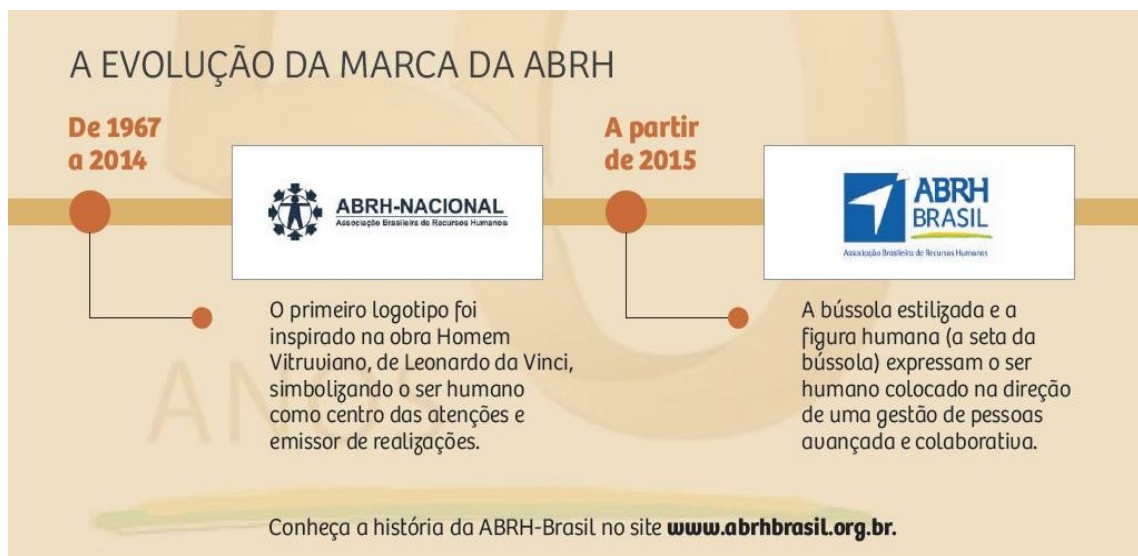 A EVOLUÇÃO DA MARCA DA ABRH
De 1967
a 2014
ABRH-NACIONAL
Associação Brasileira de Recursos Humanos
O primeiro logotipo foi
inspirado na obra Homem
Vitruviano, de Leonardo da Vinci,
simbolizando o ser humano
como centro das atenções e
emissor de realizações.
A partir
de 2015
ABRH
BRASIL
Associação Brasileira de Recursos Humanos
A bússola estilizada e a
figura humana (a seta da
bússola) expressam o ser
humano colocado na direção
de uma gestão de pessoas
avançada e colaborativa.
50
ANOS
Conheça a história da ABRH-Brasil no site www.abrhbrasil.org.br.